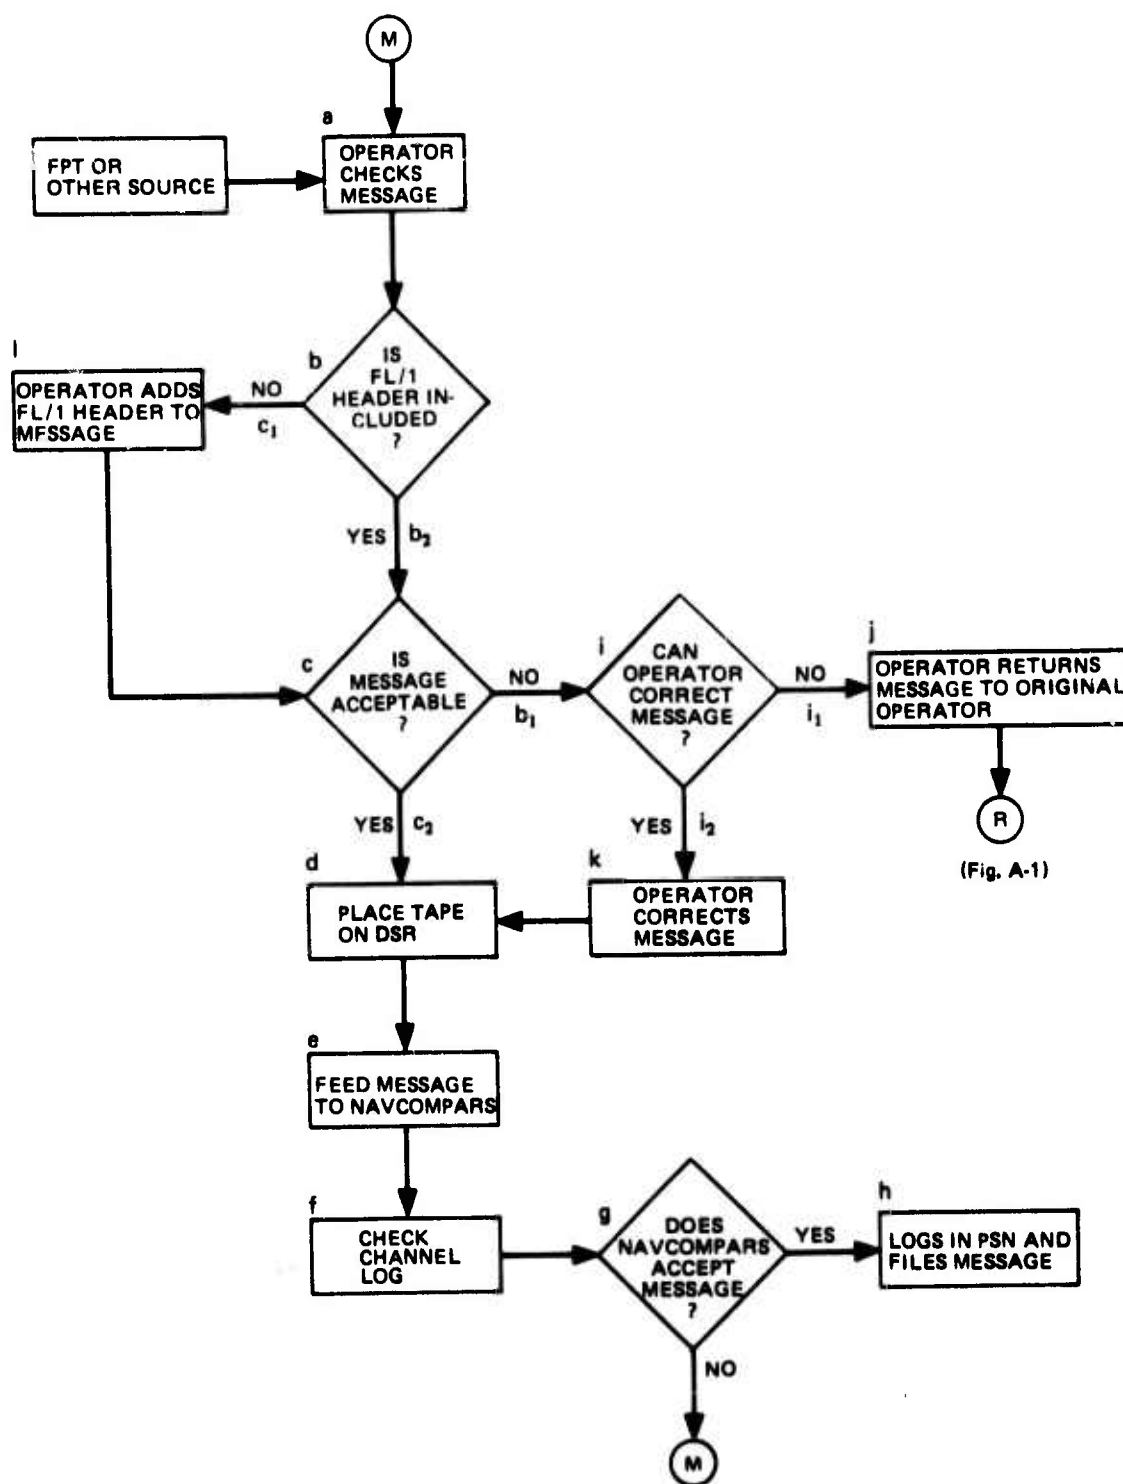 M
a
OPERATOR
CHECKS
MESSAGE
FPT OR
OTHER SOURCE
b
IS
FL/1
HEADER IN-
CLUDED
?
NO
c₁
l
OPERATOR ADDS
FL/1 HEADER TO
MFSSAGE
YES b₂
c
IS
MESSAGE
ACCEPTABLE
?
NO
b₁
i
CAN
OPERATOR
CORRECT
MESSAGE
?
NO
i₁
j
OPERATOR RETURNS
MESSAGE TO ORIGINAL
OPERATOR
R
(Fig. A-1)
YES c₂
YES i₂
d
PLACE TAPE
ON DSR
k
OPERATOR
CORRECTS
MESSAGE
e
FEED MESSAGE
TO NAVCOMPARS
f
CHECK
CHANNEL
LOG
g
DOES
NAVCOMPARS
ACCEPT
MESSAGE
?
YES
h
LOGS IN PSN AND
FILES MESSAGE
NO
M